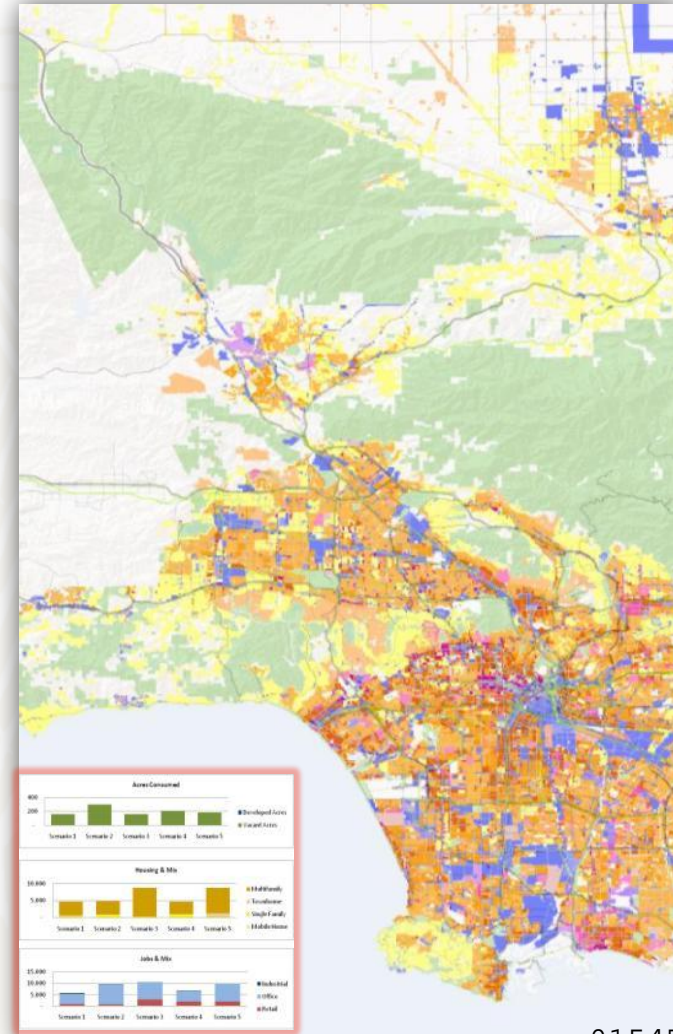 Acres Consumed
400
200
-
Developed Acres
Vacant Acres
Scenario 1 Scenario 2 Scenario 3 Scenario 4 Scenario 5
Housing & Mix
10,000
5,000
-
Multifamily
Townhome
Single Family
Mobile Home
Scenario 1 Scenario 2 Scenario 3 Scenario 4 Scenario 5
Jobs & Mix
15,000
10,000
5,000
-
Industrial
Office
Retail
Scenario 1 Scenario 2 Scenario 3 Scenario 4 Scenario 5